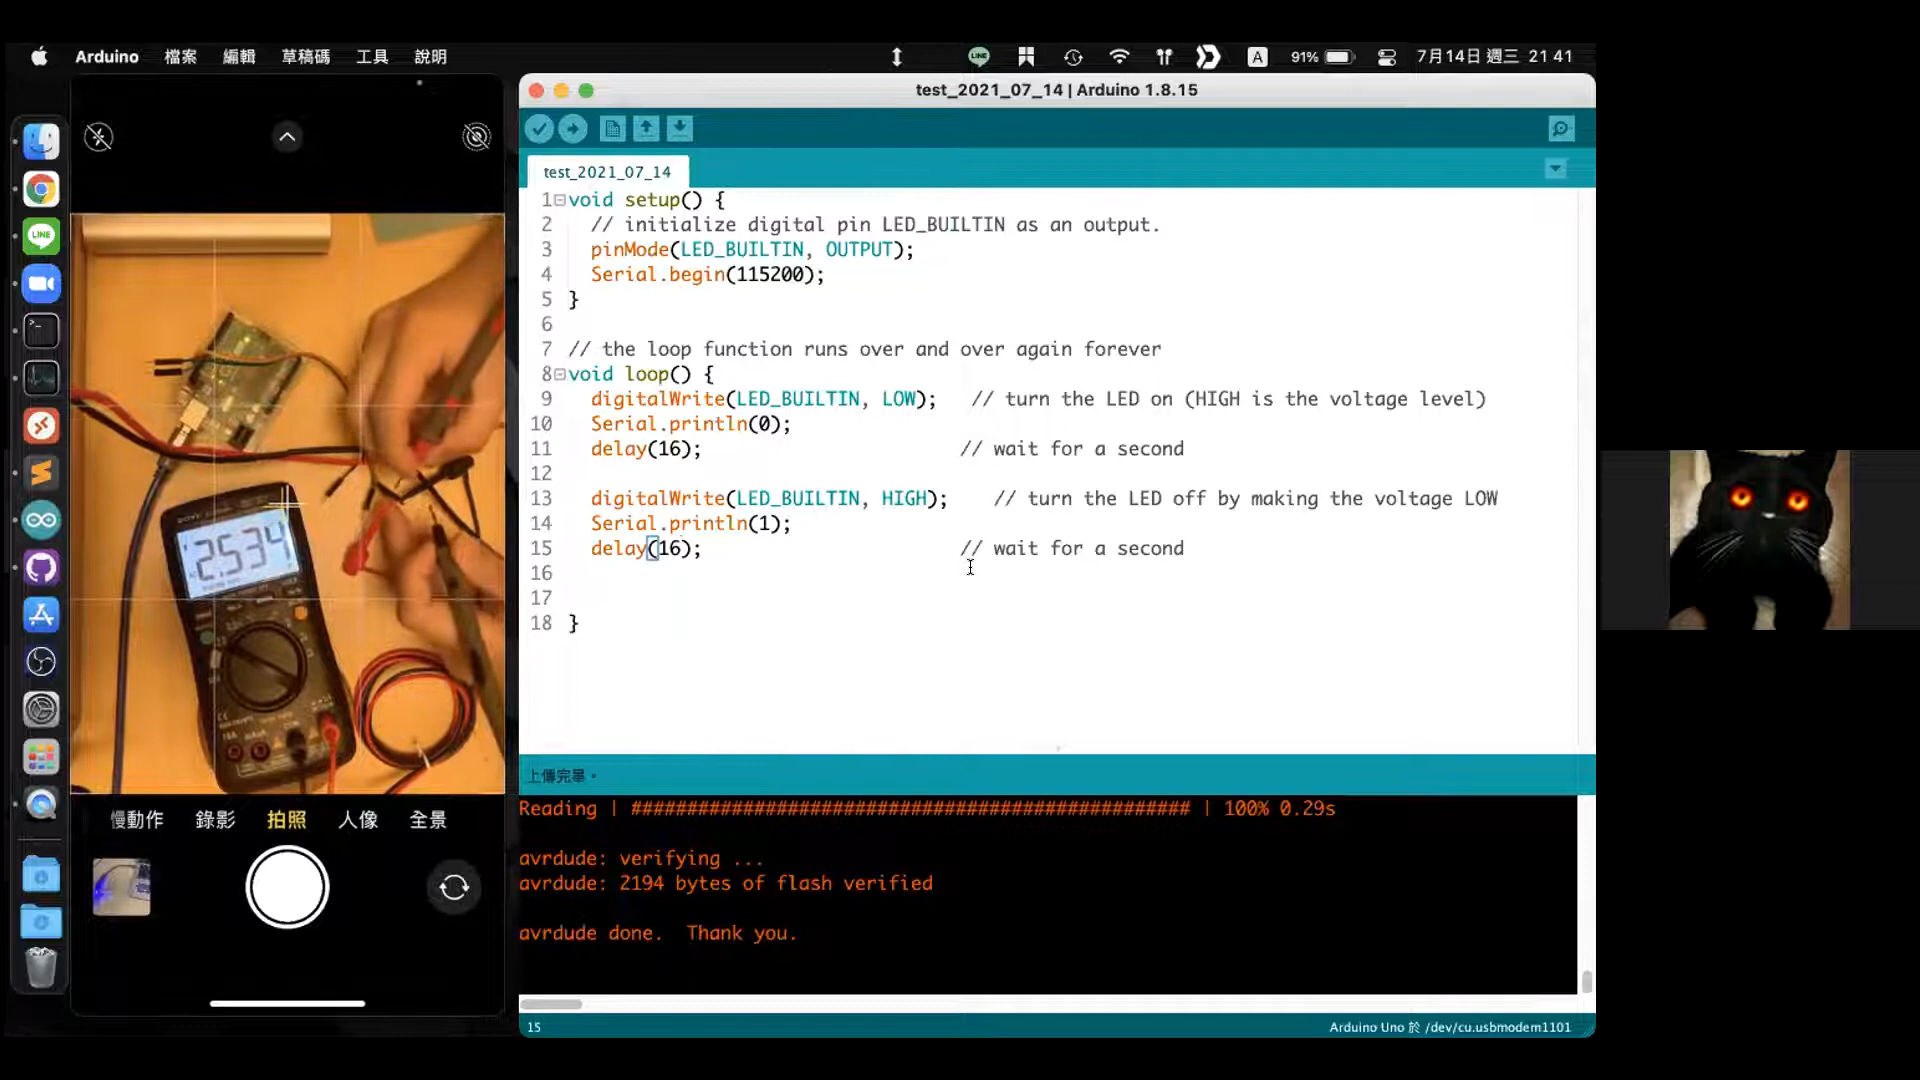 Arduino 檔案 編輯 草稿碼 工具 說明
LINE
A
91%
7月14日 週三 21 41
test_2021_07_14 | Arduino 1.8.15
test_2021_07_14
1 void setup() {
2 // initialize digital pin LED_BUILTIN as an output.
3 pinMode(LED_BUILTIN, OUTPUT);
4 Serial.begin(115200);
5 }
6
7 // the loop function runs over and over again forever
8 void loop() {
9 digitalWrite(LED_BUILTIN, LOW); // turn the LED on (HIGH is the voltage level)
10 Serial.println(0);
11 delay(16); // wait for a second
12
13 digitalWrite(LED_BUILTIN, HIGH); // turn the LED off by making the voltage LOW
14 Serial.println(1);
15 delay(16); // wait for a second
16
17
18 }
上傳完畢。
Reading | ################################################## | 100% 0.29s
avrdude: verifying ...
avrdude: 2194 bytes of flash verified
avrdude done. Thank you.
15
Arduino Uno 於 /dev/cu.usbmodem1101
LINE
2.534
慢動作 錄影 拍照 人像 全景